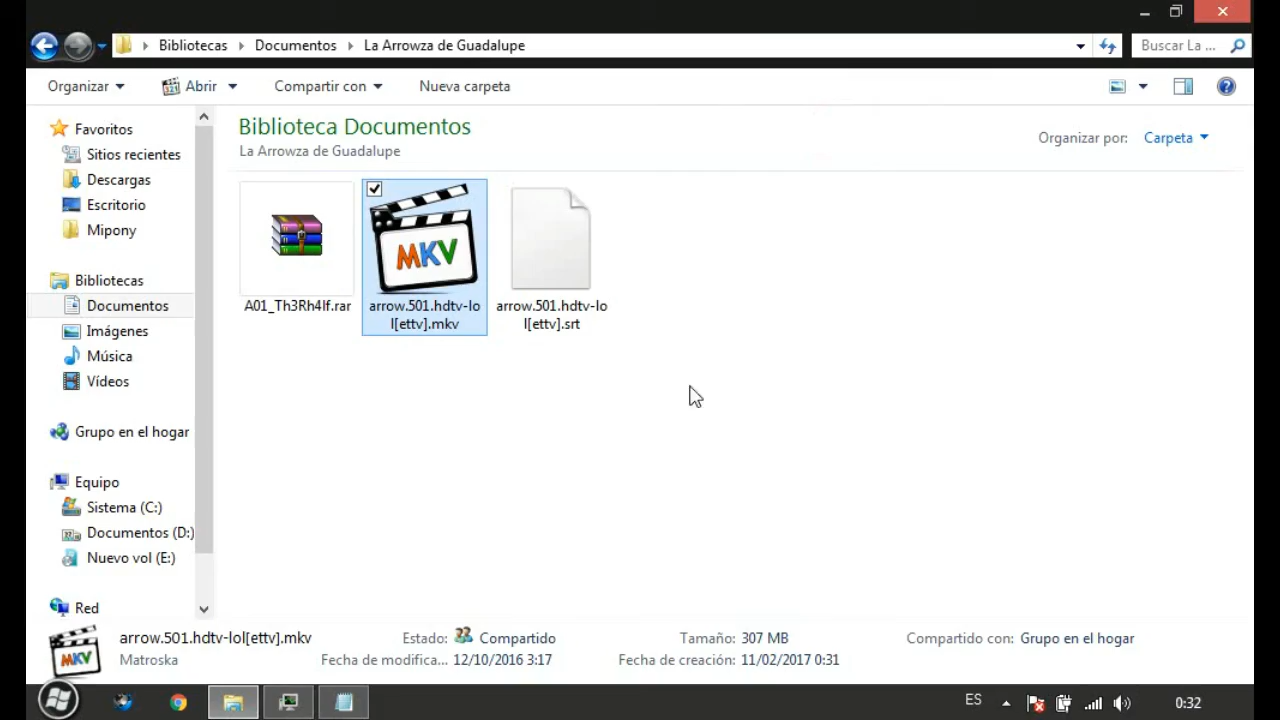 Bibliotecas
Documentos
La Arrowza de Guadalupe
Buscar La ...
Organizar
Abrir
Compartir con
Nueva carpeta
Favoritos
Sitios recientes
Descargas
Escritorio
Mipony
Bibliotecas
Documentos
Imágenes
Música
Vídeos
Grupo en el hogar
Equipo
Sistema (C:)
Documentos (D:)
Nuevo vol (E:)
Red
Biblioteca Documentos
La Arrowza de Guadalupe
Organizar por: Carpeta
A01_Th3Rh4lf.rar
MKV
arrow.501.hdtv-lo
l[ettv].mkv
arrow.501.hdtv-lo
l[ettv].srt
MKV
arrow.501.hdtv-lol[ettv].mkv
Matroska
Estado: Compartido
Fecha de modifica... 12/10/2016 3:17
Tamaño: 307 MB
Fecha de creación: 11/02/2017 0:31
Compartido con: Grupo en el hogar
ES
0:32